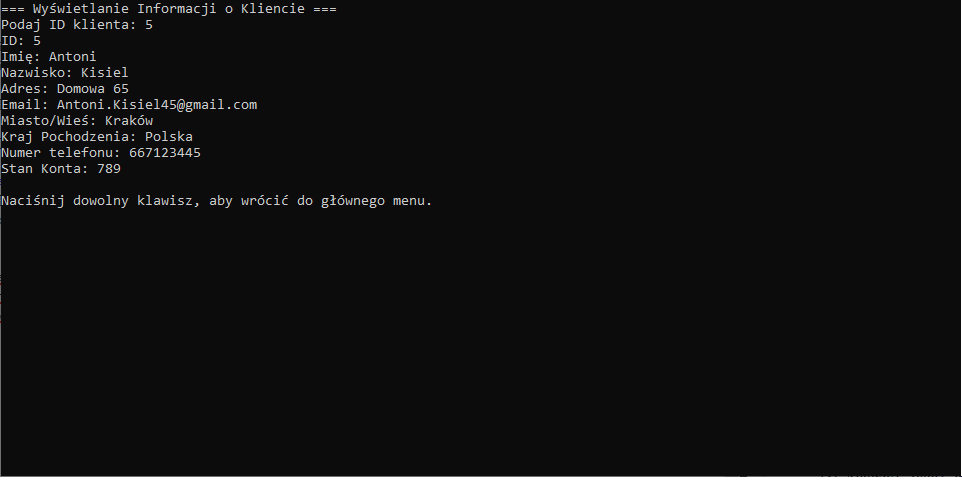 === Wyświetlanie Informacji o Kliencie ===
Podaj ID klienta: 5
ID: 5
Imię: Antoni
Nazwisko: Kisiel
Adres: Domowa 65
Email: Antoni.Kisiel45@gmail.com
Miasto/Wieś: Kraków
Kraj Pochodzenia: Polska
Numer telefonu: 667123445
Stan Konta: 789
Naciśnij dowolny klawisz, aby wrócić do głównego menu.